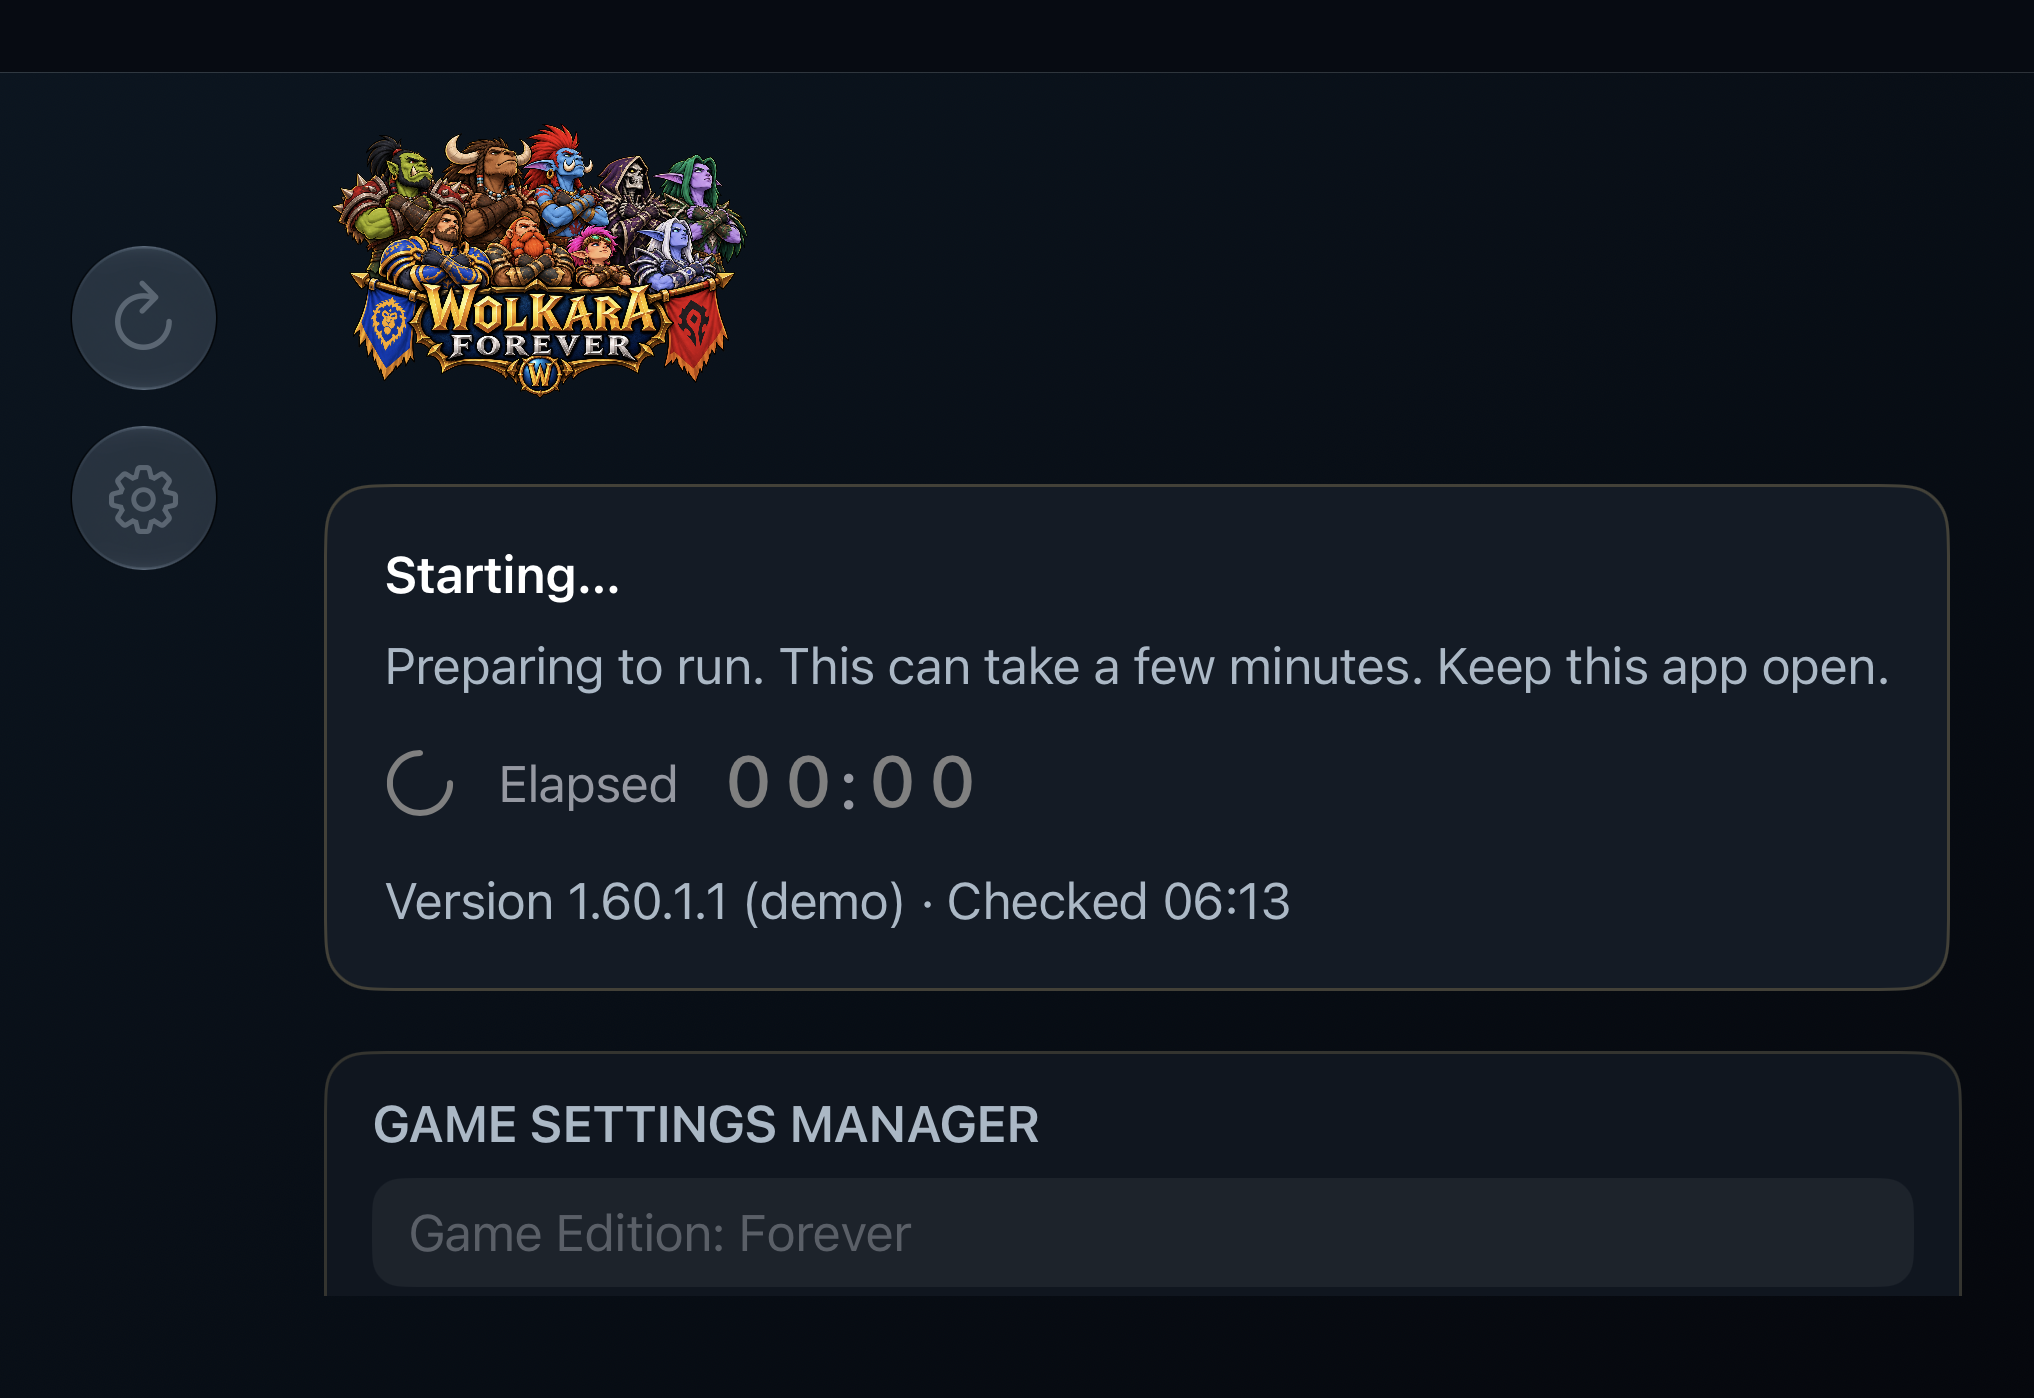 WOLKARA
FOREVER
W
Starting...
Preparing to run. This can take a few minutes. Keep this app open.
Elapsed 00:00
Version 1.60.1.1 (demo) · Checked 06:13
GAME SETTINGS MANAGER
Game Edition: Forever